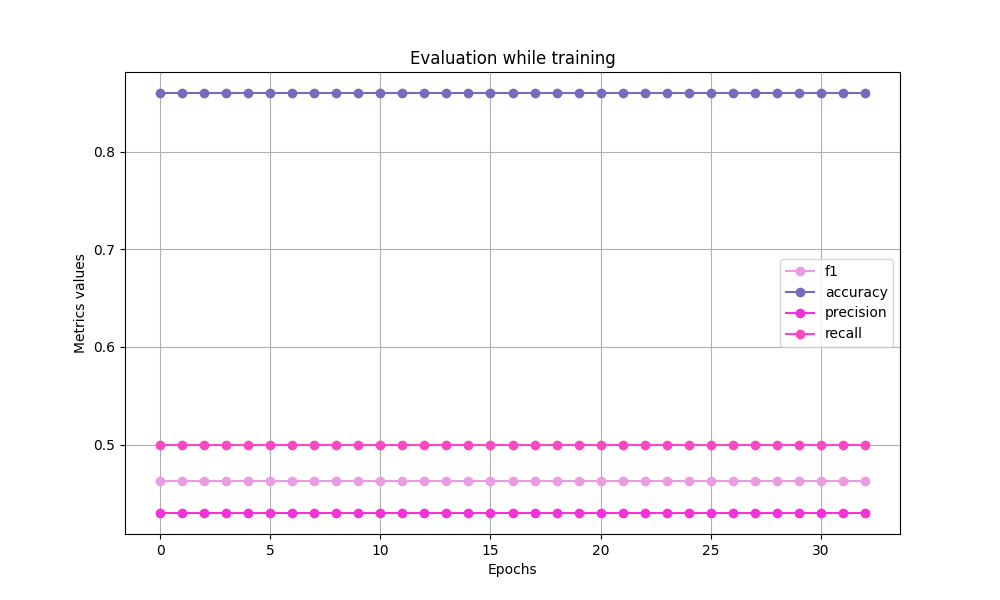 Evaluation while training
Metrics values
0.8
0.7
0.6
0.5
f1
accuracy
precision
recall
0 5 10 15 20 25 30
Epochs